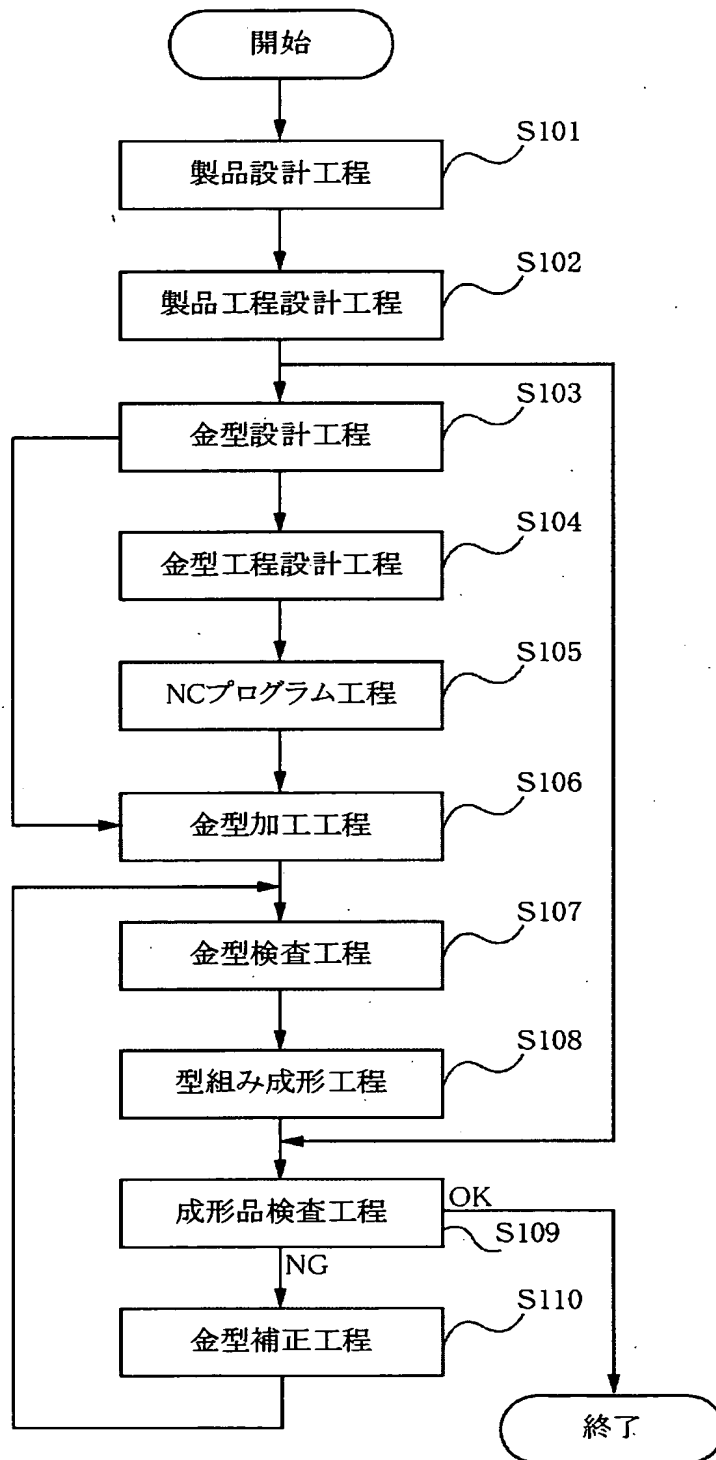 開始
S101
製品設計工程
S102
製品工程設計工程
S103
金型設計工程
S104
金型工程設計工程
S105
NCプログラム工程
S106
金型加工工程
S107
金型検査工程
S108
型組み成形工程
成形品検査工程
OK
S109
NG
S110
金型補正工程
終了